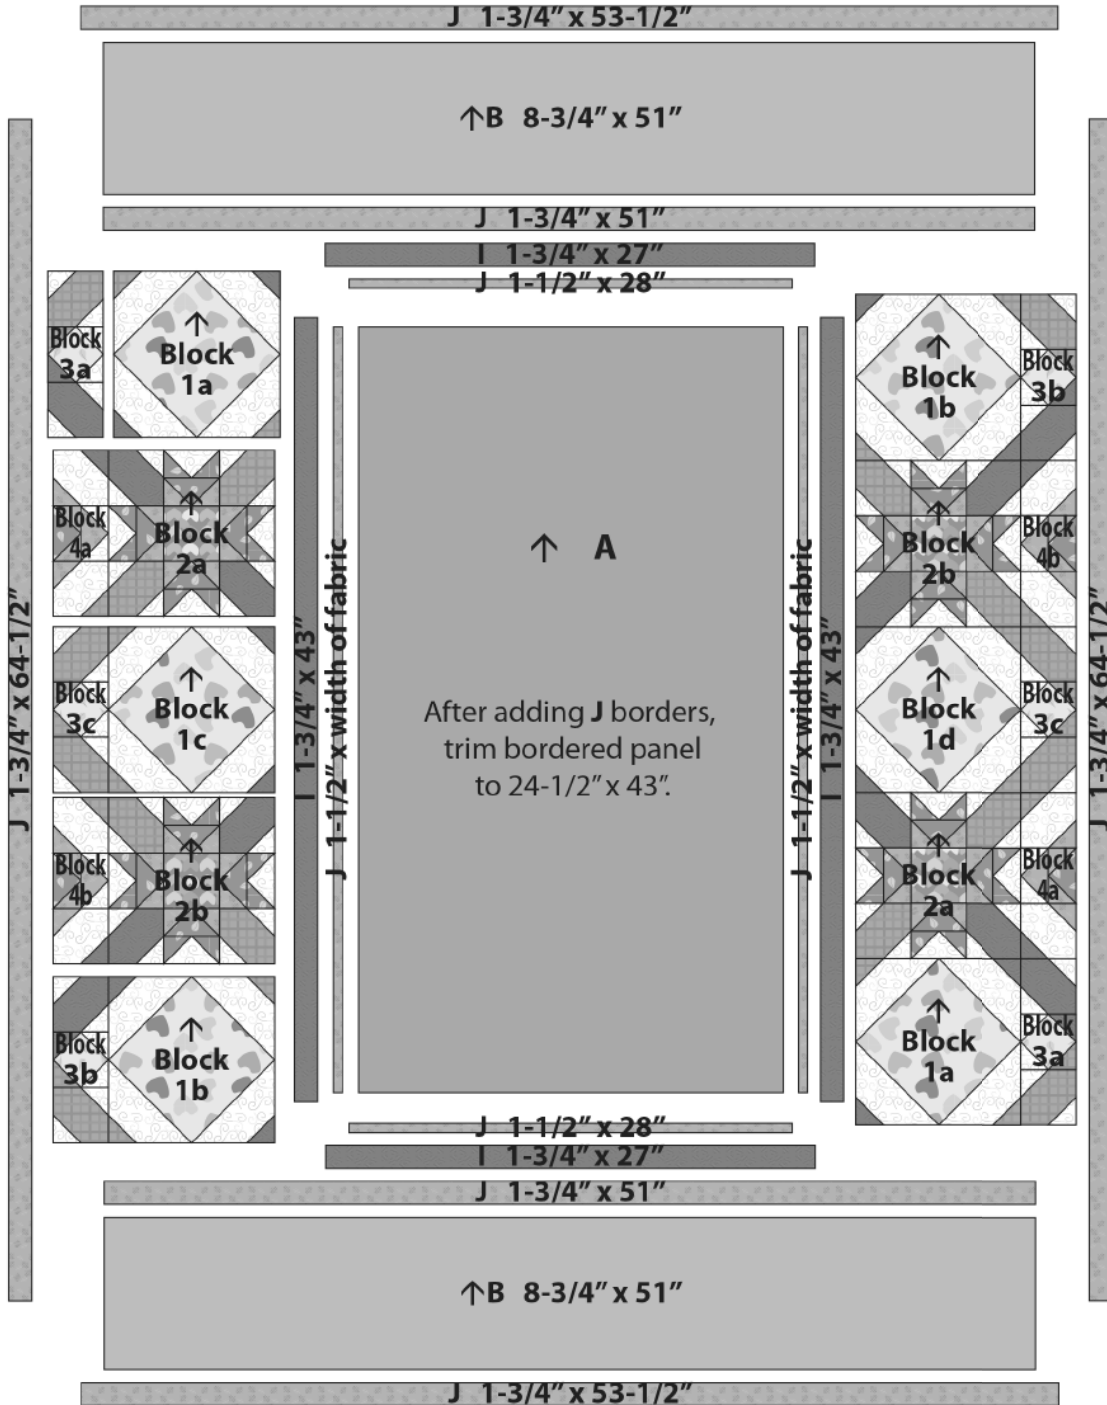 J 1-3/4” x 53-1/2”
↑B 8-3/4” x 51”
J 1-3/4” x 51”
I 1-3/4” x 27”
J 1-1/2” x 28”
J 1-3/4” x 64-1/2”
Block
3a
↑
Block
1a
Block
4a
↑
Block
2a
Block
3c
↑
Block
1c
Block
4b
↑
Block
2b
Block
3b
↑
Block
1b
I 1-3/4” x 43”
J 1-1/2” x width of fabric
↑ A
After adding J borders,
trim bordered panel
to 24-1/2” x 43”.
J 1-1/2” x width of fabric
I 1-3/4” x 43”
↑
Block
1b
Block
3b
↑
Block
2b
Block
4b
↑
Block
1d
Block
3c
↑
Block
2a
Block
4a
↑
Block
1a
Block
3a
J 1-3/4” x 64-1/2”
J 1-1/2” x 28”
I 1-3/4” x 27”
J 1-3/4” x 51”
↑B 8-3/4” x 51”
J 1-3/4” x 53-1/2”